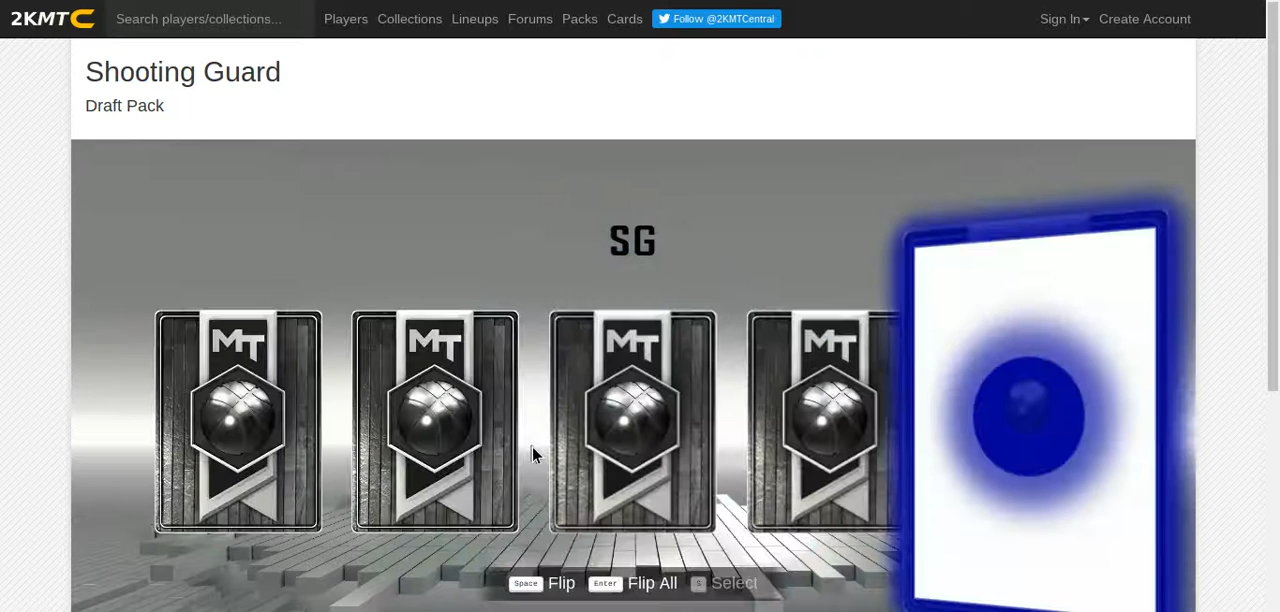 2KMTC Search players/collections... Players Collections Lineups Forums Packs Cards Follow @2KMTCentral Sign In Create Account
Shooting Guard
Draft Pack
SG
MT MT MT MT
Space Flip Enter Flip All S Select